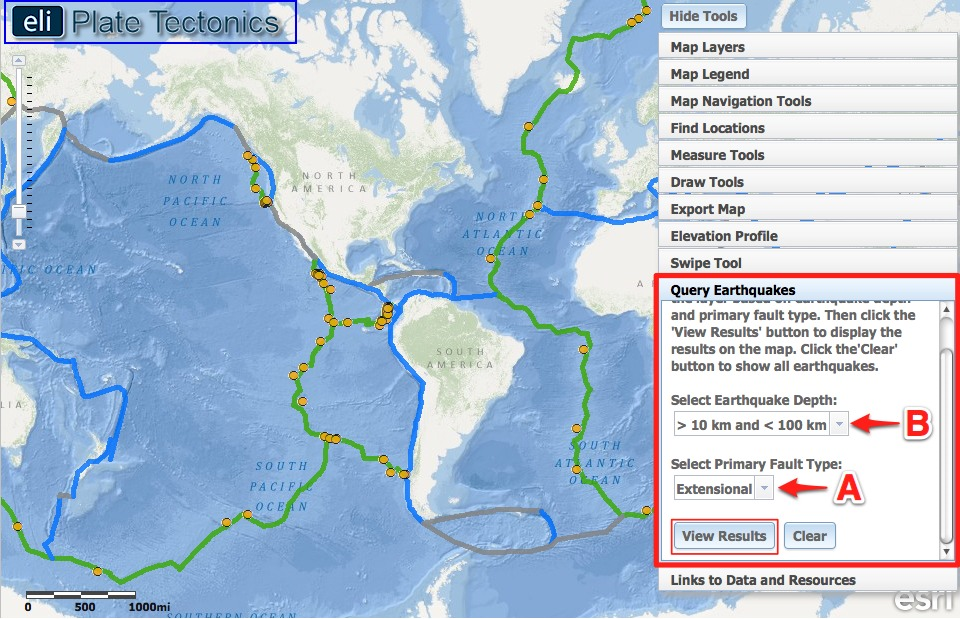 eli Plate Tectonics
Hide Tools
Map Layers
Map Legend
Map Navigation Tools
Find Locations
Measure Tools
Draw Tools
Export Map
Elevation Profile
Swipe Tool
Query Earthquakes
and primary fault type. Then click the
'View Results' button to display the
results on the map. Click the'Clear'
button to show all earthquakes.
Select Earthquake Depth:
> 10 km and < 100 km
B
Select Primary Fault Type:
Extensional
A
View Results
Clear
Links to Data and Resources
NORTH
PACIFIC
OCEAN
NORTH
AMERICA
NORTH
ATLANTIC
OCEAN
IFIC OCEAN
SOUTH
AMERICA
LIA
A
SOUTH
PACIFIC
OCEAN
SOUTH
ATLANTIC
OCEAN
SOUTHERN OCEAN
0 500 1000mi
esri